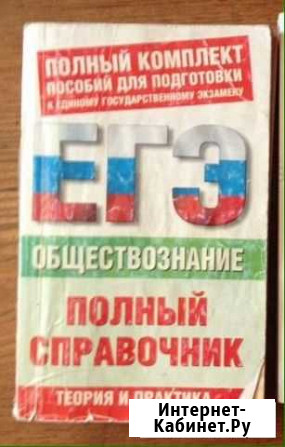 ПОЛНЫЙ КОМПЛЕКТ
ПОСОБИЙ ДЛЯ ПОДГОТОВКИ
К ЕДИНОМУ ГОСУДАРСТВЕННОМУ ЭКЗАМЕНУ
ЕГЭ
ОБЩЕСТВОЗНАНИЕ
ПОЛНЫЙ
СПРАВОЧНИК
ТЕОРИЯ И ПРАКТИКА
Интернет-
Кабинет.Ру